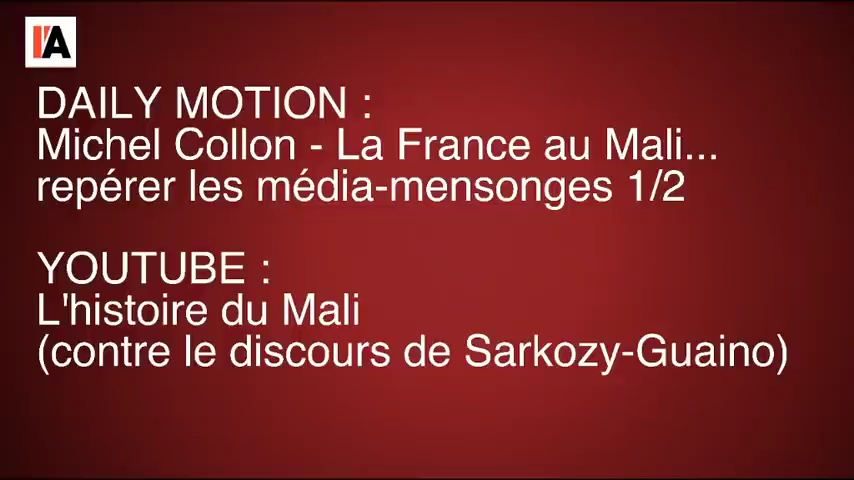 I'A
DAILY MOTION :
Michel Collon - La France au Mali...
repérer les média-mensonges 1/2
YOUTUBE :
L'histoire du Mali
(contre le discours de Sarkozy-Guaino)